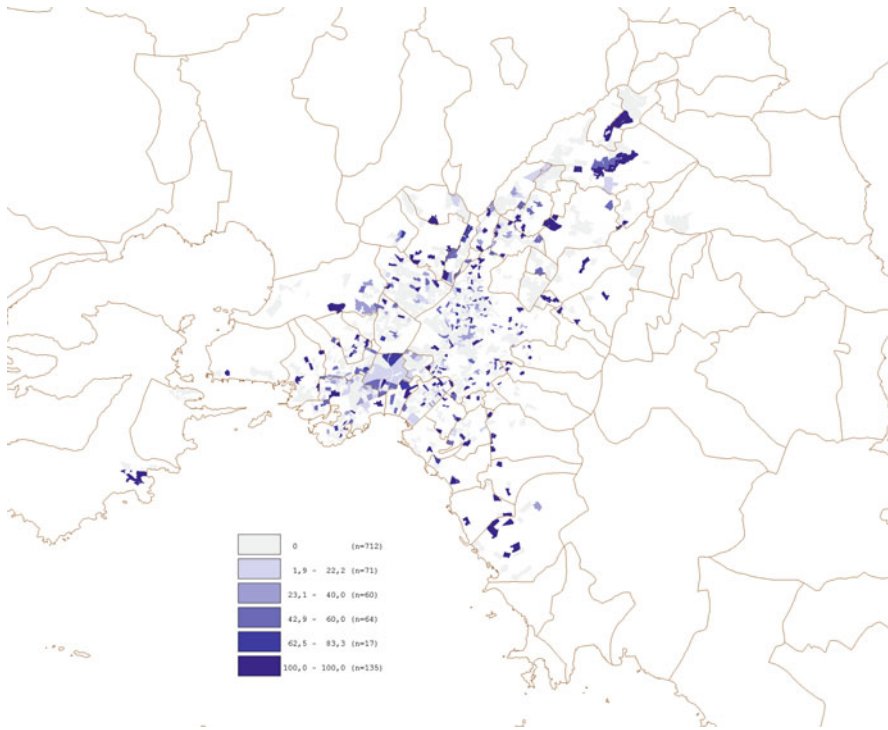 0 (n=712)
1,9 - 22,2 (n=71)
23,1 - 40,0 (n=60)
42,9 - 60,0 (n=64)
62,5 - 83,3 (n=17)
100,0 - 100,0 (n=135)